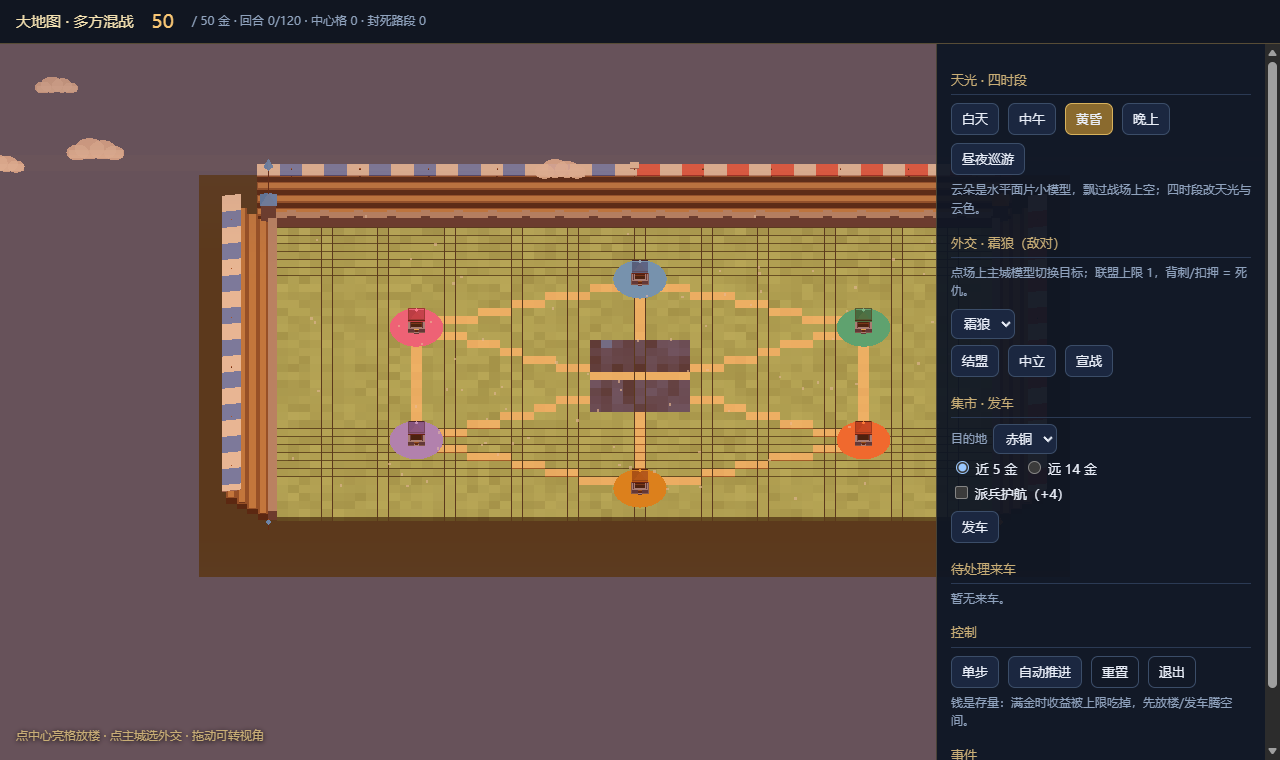 大地图 · 多方混战 50 / 50 金 · 回合 0/120 · 中心格 0 · 封死路段 0
天光 · 四时段
白天 中午 黄昏 晚上
昼夜巡游
云朵是水平面片小模型，飘过战场上空；四时段改天光与
云色。
外交 · 霜狼（敌对）
点场上主城模型切换目标；联盟上限 1，背刺/扣押 = 死
仇。
霜狼
结盟 中立 宣战
集市 · 发车
目的地 赤铜
近 5 金 远 14 金
派兵护航（+4）
发车
待处理来车
暂无来车。
控制
单步 自动推进 重置 退出
钱是存量：满金时收益被上限吃掉，先放楼/发车腾空
间。
点中心亮格放楼 · 点主城选外交 · 拖动可转视角
事件